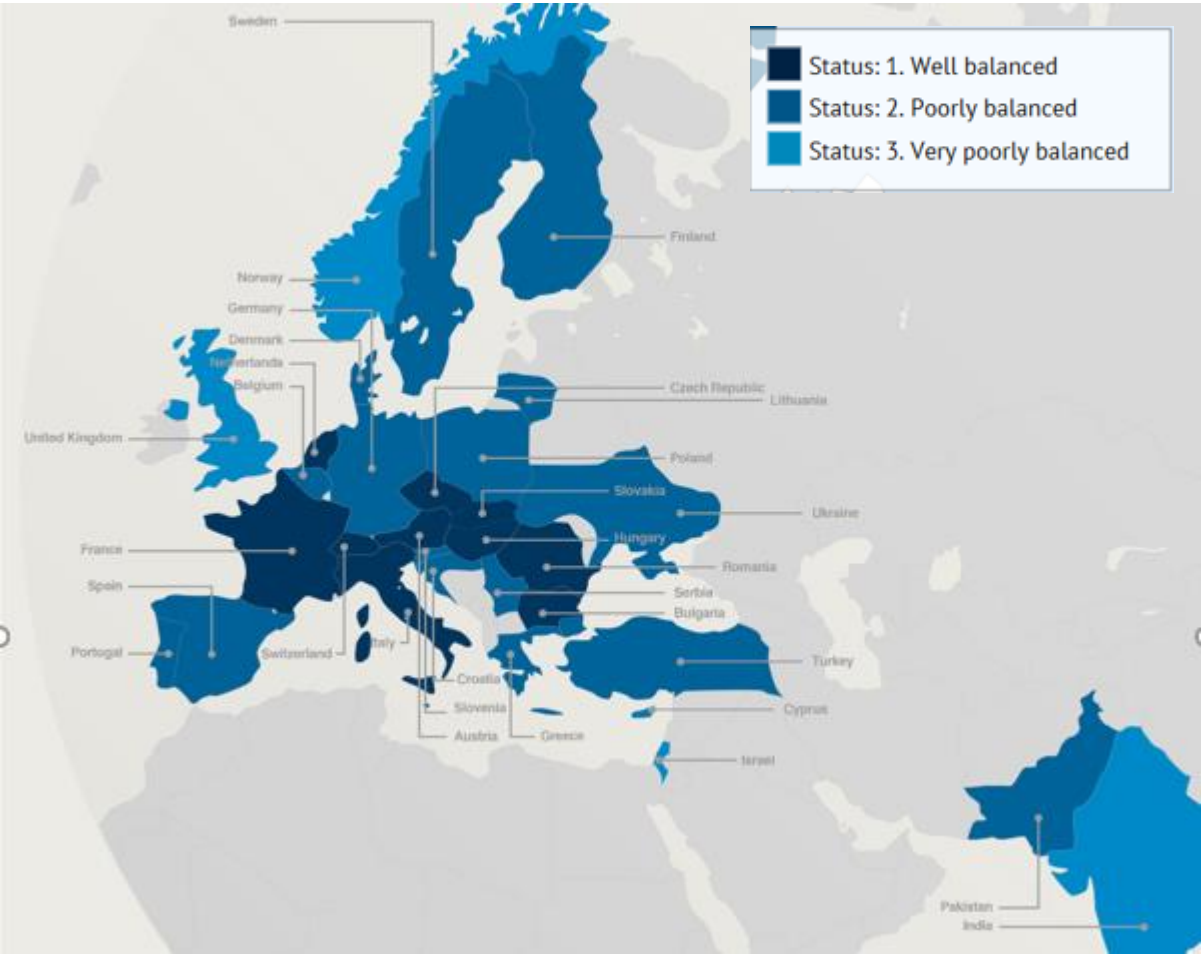 Sweden
Status: 1. Well balanced
Status: 2. Poorly balanced
Status: 3. Very poorly balanced
Finland
Norway
Germany
Denmark
Netherlands
Belgium
Czech Republic
Lithuania
United Kingdom
Poland
Slovakia
Ukraine
Hungary
France
Romania
Spain
Serbia
Bulgaria
Italy
Portugal
Switzerland
Turkey
Croatia
Slovenia
Cyprus
Austria
Greece
Israel
Pakistan
India